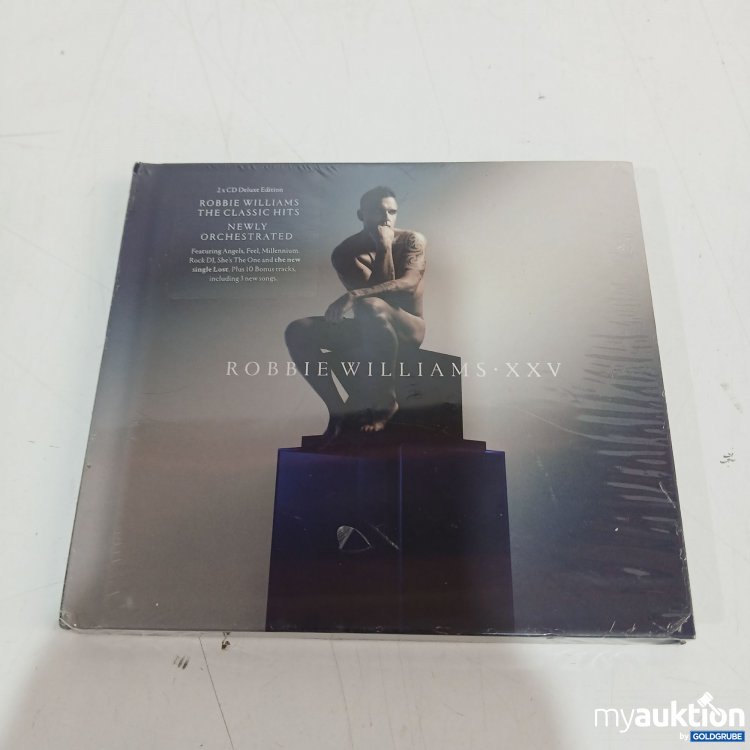 2 x CD Deluxe Edition
ROBBIE WILLIAMS
THE CLASSIC HITS
NEWLY
ORCHESTRATED
Featuring Angels, Feel, Millennium,
Rock DJ, She's The One and the new
single Lost. Plus 10 Bonus tracks,
including 3 new songs.
ROBBIE WILLIAMS · XXV
myauktion
by GOLDGRUBE